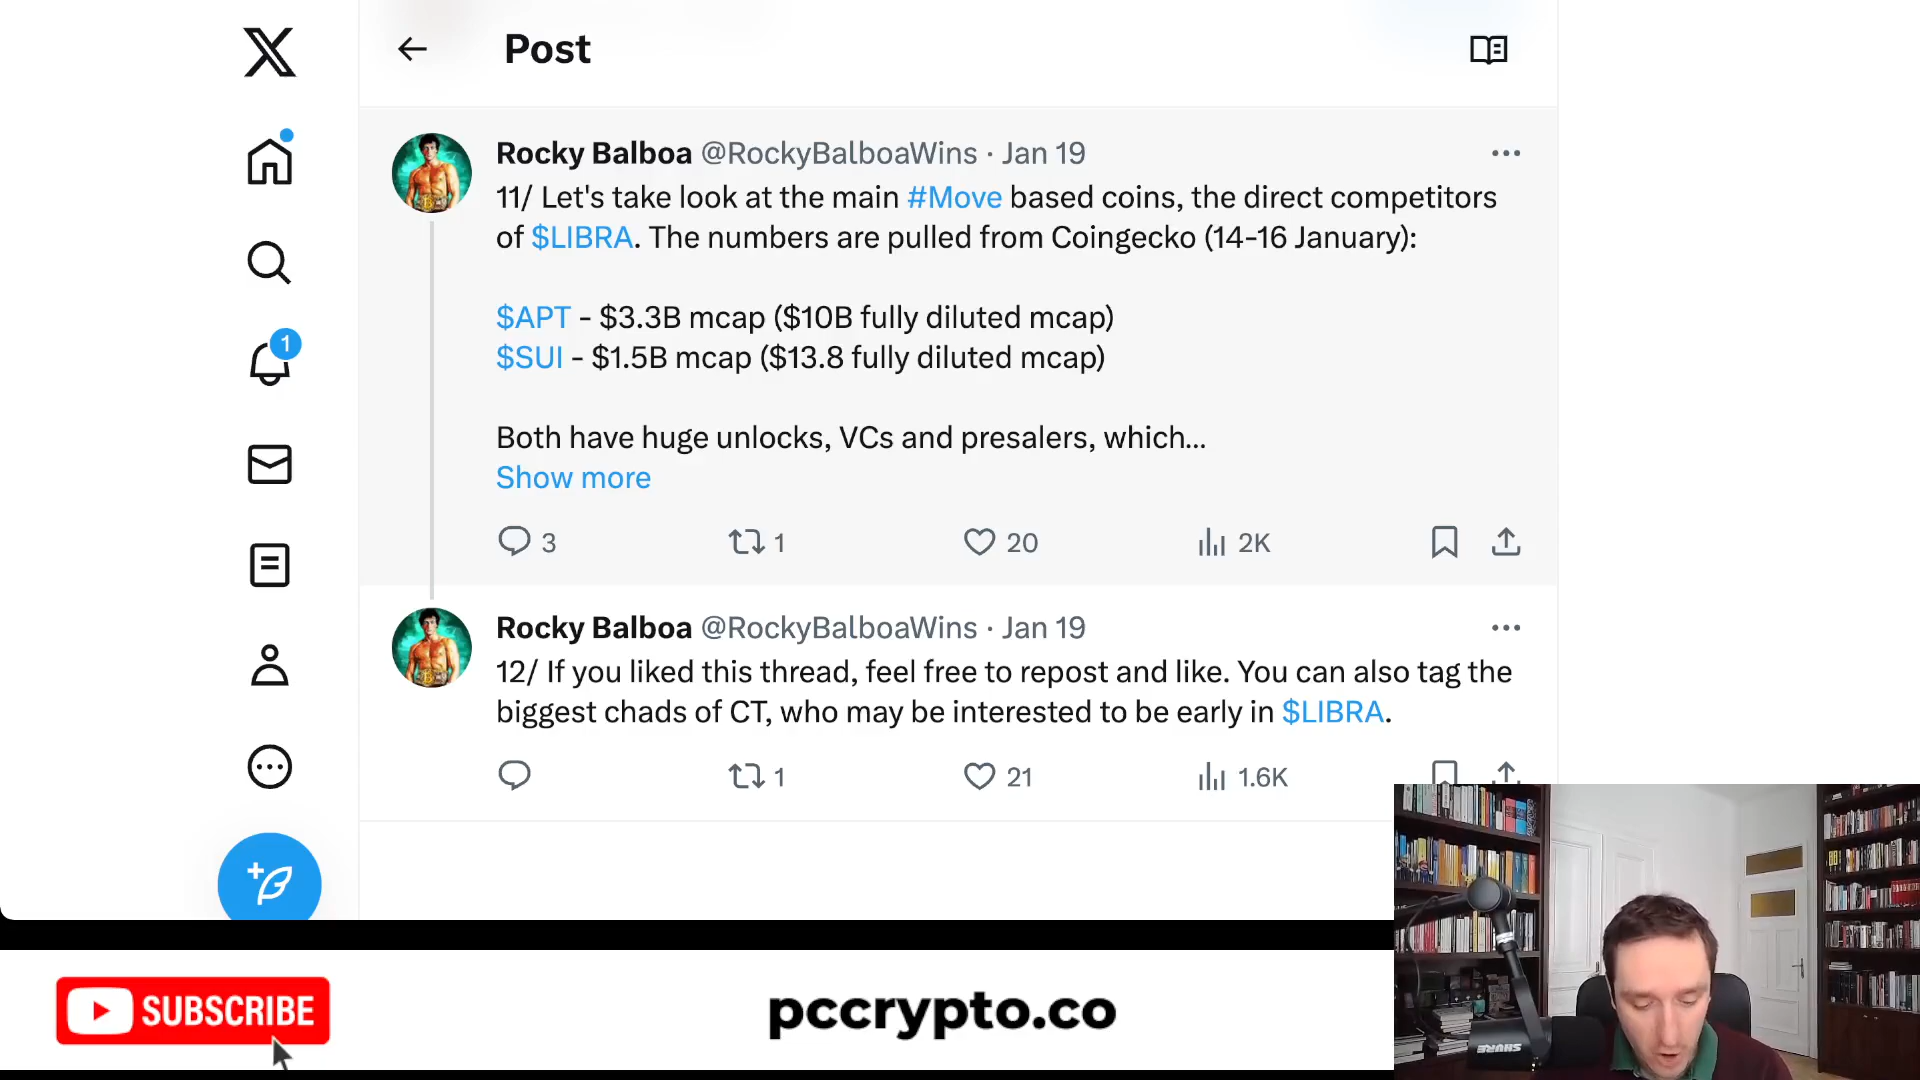 Post
Rocky Balboa @RockyBalboaWins · Jan 19
11/ Let's take look at the main #Move based coins, the direct competitors
of $LIBRA. The numbers are pulled from Coingecko (14-16 January):
$APT - $3.3B mcap ($10B fully diluted mcap)
$SUI - $1.5B mcap ($13.8 fully diluted mcap)
Both have huge unlocks, VCs and presalers, which...
Show more
3 1 20 2K
Rocky Balboa @RockyBalboaWins · Jan 19
12/ If you liked this thread, feel free to repost and like. You can also tag the
biggest chads of CT, who may be interested to be early in $LIBRA.
1 21 1.6K
1
SUBSCRIBE
pccrypto.co
SHURE